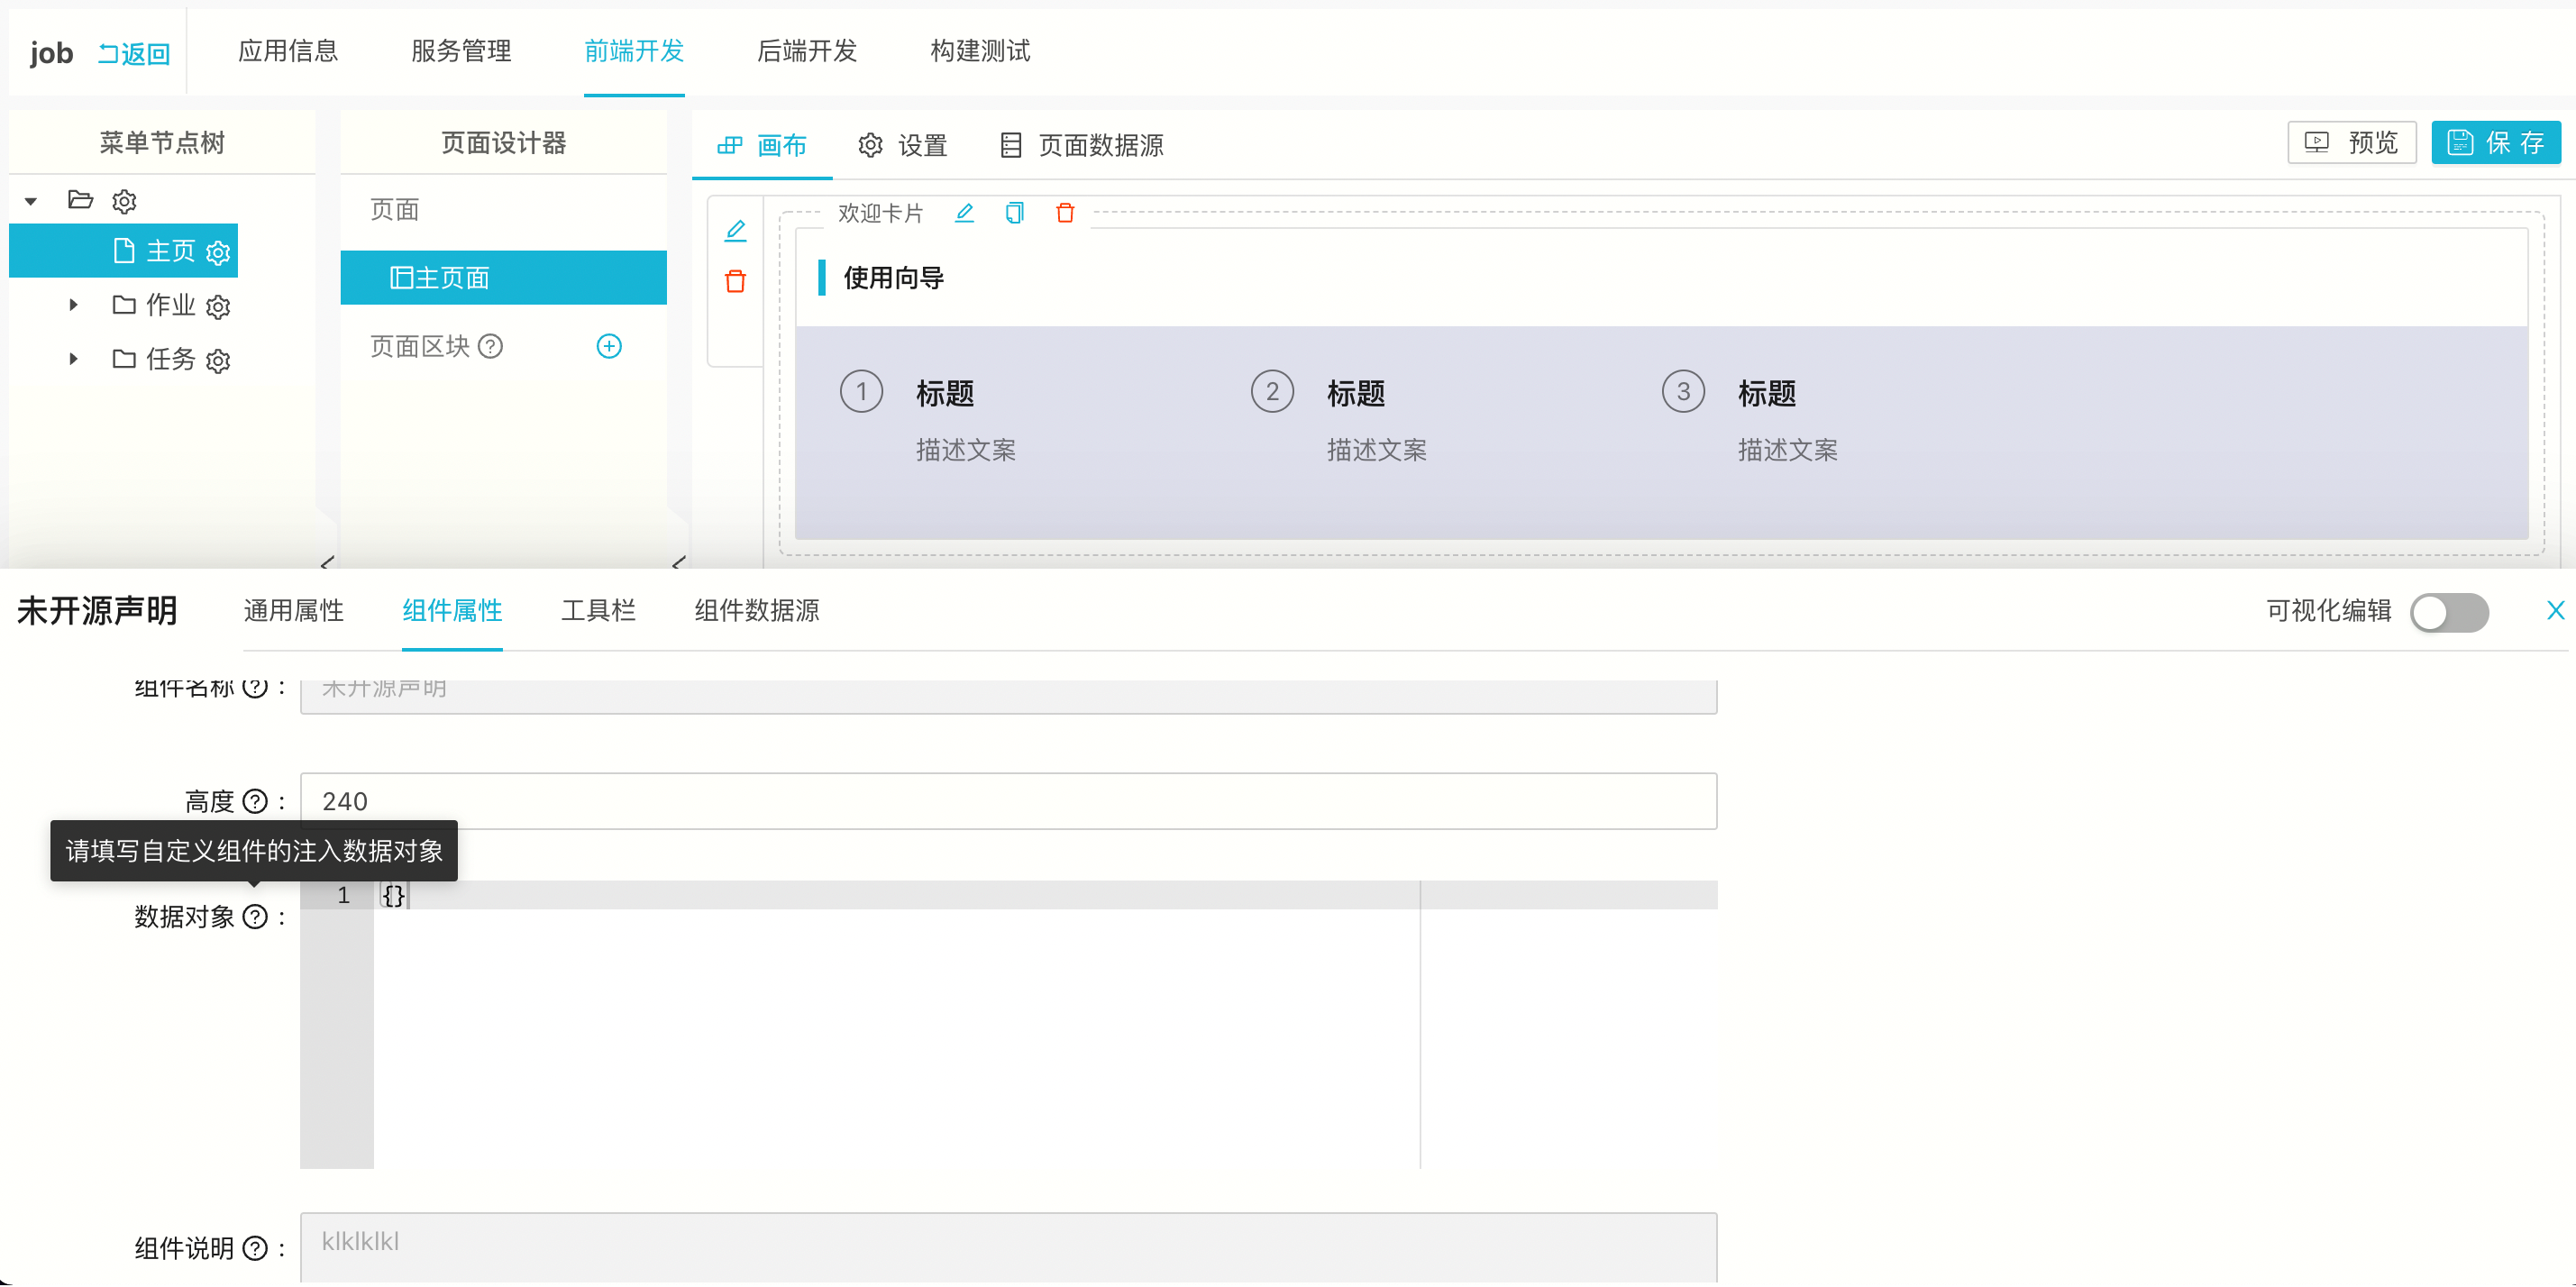 job 返回 应用信息 服务管理 前端开发 后端开发 构建测试
菜单节点树
主页
作业
任务
页面设计器
页面
主页面
页面区块
画布 设置 页面数据源 预览 保存
欢迎卡片
使用向导
1 标题 2 标题 3 标题
描述文案 描述文案 描述文案
未开源声明 通用属性 组件属性 工具栏 组件数据源 可视化编辑
组件名称 : 未开源声明
高度 : 240
请填写自定义组件的注入数据对象
数据对象 : 1 {}
组件说明 : klklklkl